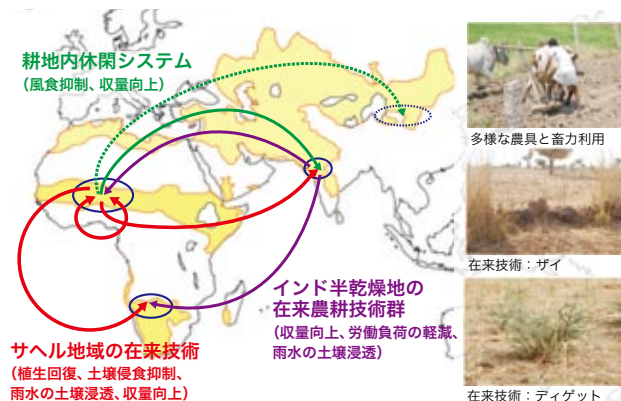 耕地内休閑システム
（風食抑制、収量向上）
インド半乾燥地の
在来農耕技術群
（収量向上、労働負荷の軽減、
雨水の土壌浸透）
サヘル地域の在来技術
（植生回復、土壌侵食抑制、
雨水の土壌浸透、収量向上）
多様な農具と畜力利用
在来技術：ザイ
在来技術：ディゲット